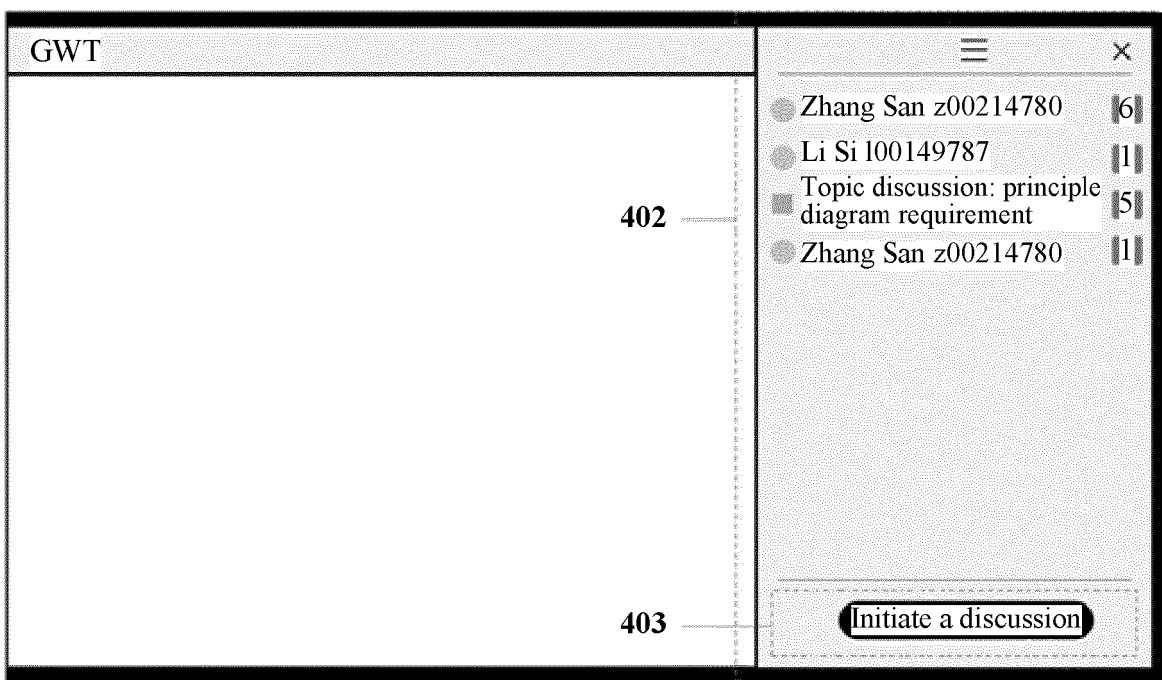 GWT
Zhang San z00214780 6
Li Si l00149787 1
Topic discussion: principle
diagram requirement 5
Zhang San z00214780 1
402
403
Initiate a discussion